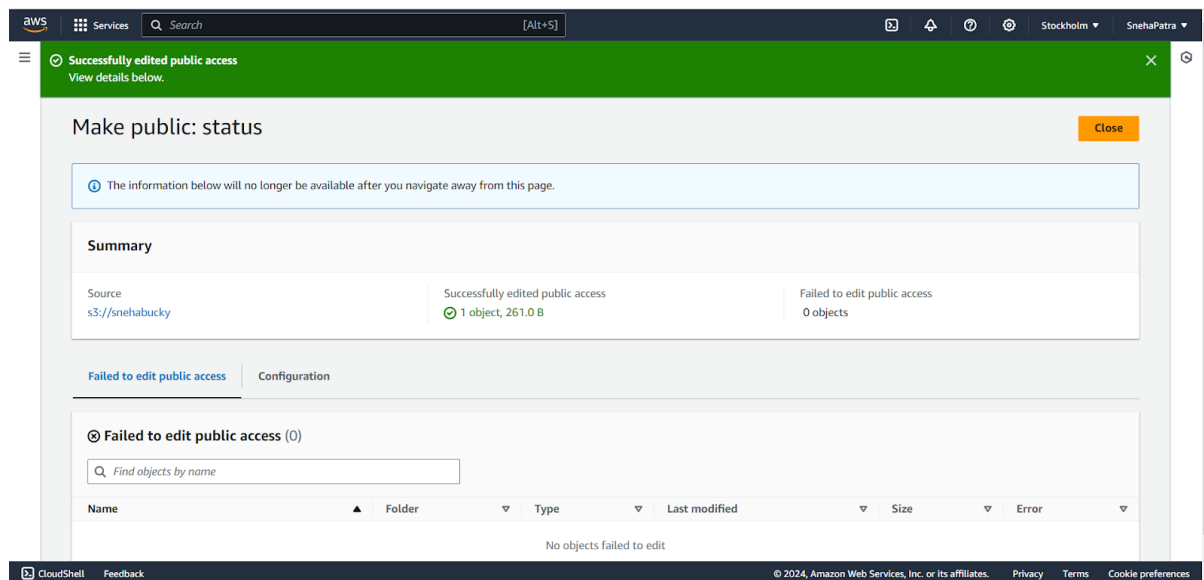 aws Services Search [Alt+S] Stockholm SnehaPatra
Successfully edited public access
View details below.
Make public: status
Close
The information below will no longer be available after you navigate away from this page.
Summary
Source Successfully edited public access Failed to edit public access
s3://snehabucky 1 object, 261.0 B 0 objects
Failed to edit public access Configuration
Failed to edit public access (0)
Find objects by name
Name Folder Type Last modified Size Error
No objects failed to edit
CloudShell Feedback © 2024, Amazon Web Services, Inc. or its affiliates. Privacy Terms Cookie preferences